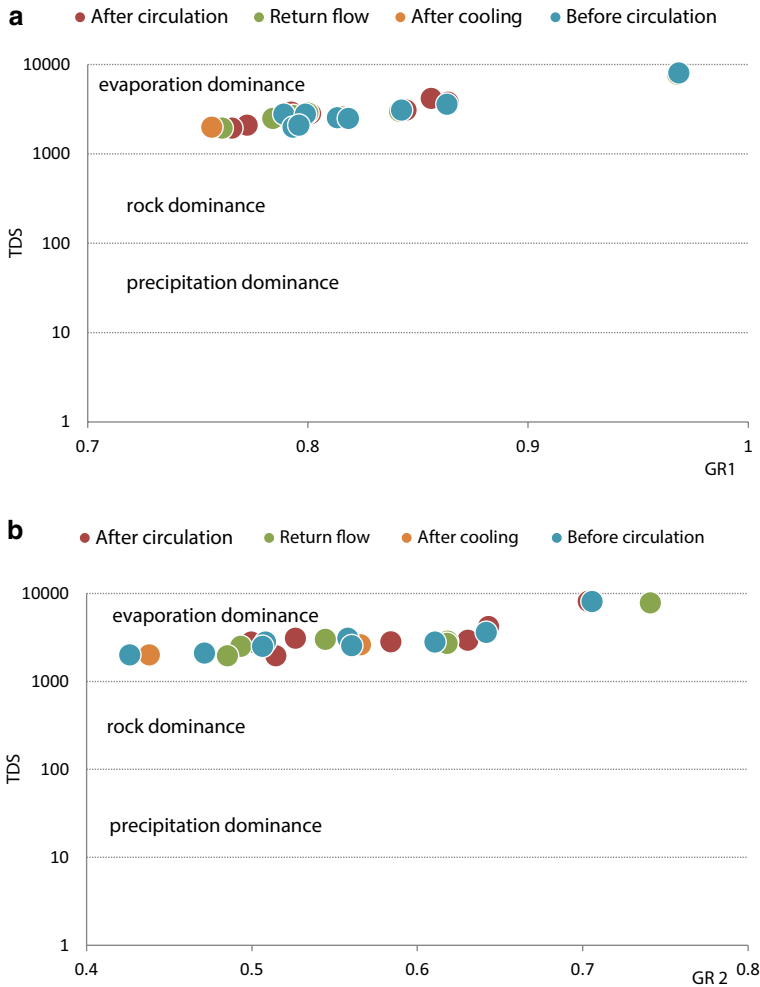 a
After circulation Return flow After cooling Before circulation
10000
evaporation dominance
1000
rock dominance
TDS
100
precipitation dominance
10
1
0.7 0.8 0.9 1
GR1
b
After circulation Return flow After cooling Before circulation
10000
evaporation dominance
1000
rock dominance
TDS
100
precipitation dominance
10
1
0.4 0.5 0.6 0.7 GR 2 0.8